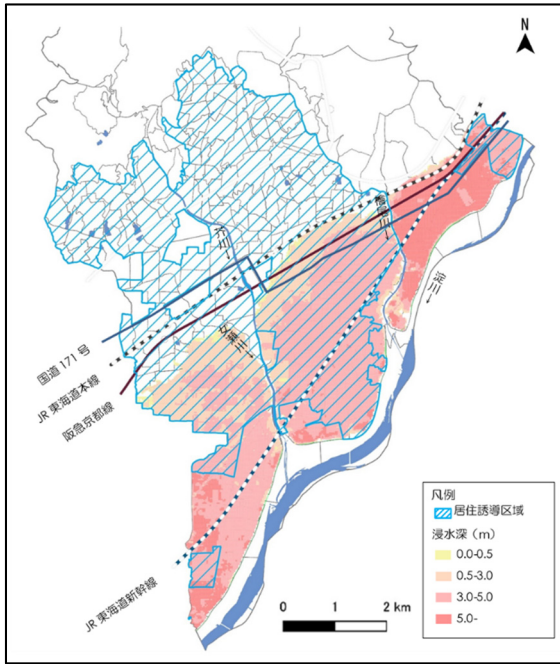 N
芥川→
檜尾川→
淀川→
女瀬川→
国道 171 号
JR 東海道本線
阪急京都線
JR 東海道新幹線
凡例
居住誘導区域
浸水深（m）
0.0-0.5
0.5-3.0
3.0-5.0
5.0-
0 1 2 km